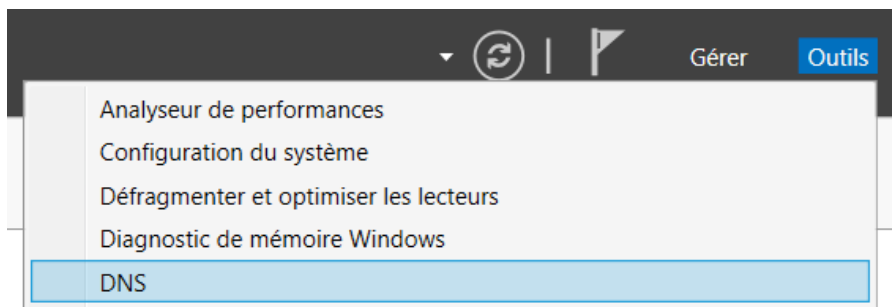 Gérer Outils
Analyseur de performances
Configuration du système
Défragmenter et optimiser les lecteurs
Diagnostic de mémoire Windows
DNS